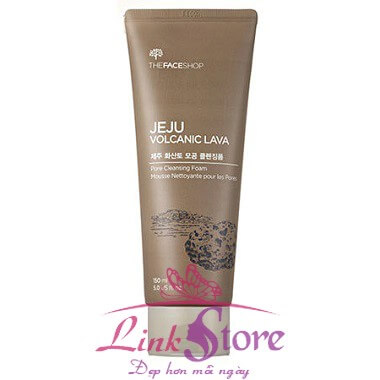 THEFACESHOP
JEJU
VOLCANIC LAVA
제주 화산토 모공 클렌징폼
Pore Cleansing Foam
Mousse Nettoyante pour les Pores
150 ml
Link Store
Đẹp hơn mỗi ngày